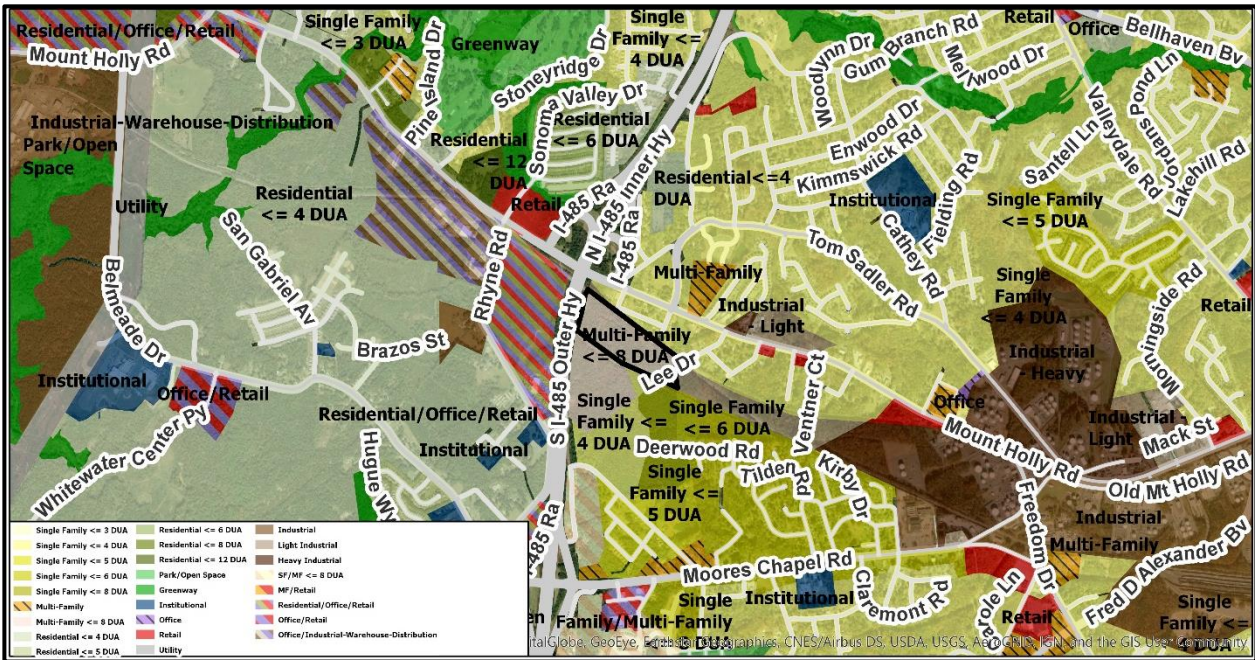 Residential/Office/Retail
Mount Holly Rd
Single Family
<= 3 DUA
Pine Island Dr
Greenway
Stoneyridge Dr
Single
Family <=
4 DUA
Woodlynn Dr
Gum Branch Rd
Mellwood Dr
Retail
Office
Bellhaven Bv
Industrial-Warehouse-Distribution
Park/Open
Space
Sonoma Valley Dr
Residential
<= 6 DUA
Residential
<= 12
DUA
Enwood Dr
Kimmswick Rd
Santell Ln
Valleydale Rd
Jordans Pond Ln
Lakehill Rd
Utility
Residential
<= 4 DUA
Retail
I-485 Ra
N I-485 Inner Hy
I-485 Ra
Residential<=4
DUA
Institutional
Fielding Rd
Cathey Rd
Single Family
<= 5 DUA
San Gabriel Av
Rhyne Rd
Tom Sadler Rd
Belmeade Dr
Multi-Family
Industrial
- Light
Single
Family
<= 4 DUA
Morningside Rd
Retail
Brazos St
S I-485 Outer Hy
Multi-Family
<= 8 DUA
Lee Dr
Ventner Ct
Industrial
- Heavy
Institutional
Office/Retail
Whitewater Center Py
Residential/Office/Retail
Institutional
Hugue Wy
Single
Family <=
4 DUA
Single Family
<= 6 DUA
Office
Mount Holly Rd
Industrial -
Light
Mack St
Old Mt Holly Rd
Deerwood Rd
Tilden Rd
Kirby Dr
Single
Family <=
5 DUA
Freedom Dr
Industrial
Multi-Family
Fred D Alexander Bv
I-485 Ra
Moores Chapel Rd
Institutional
Claremont Rd
Carole Ln
Retail
Single
Family <=
Family/Multi-Family
Single Family <= 3 DUA
Single Family <= 4 DUA
Single Family <= 5 DUA
Single Family <= 6 DUA
Single Family <= 8 DUA
Multi-Family
Multi-Family <= 8 DUA
Residential <= 4 DUA
Residential <= 5 DUA
Residential <= 6 DUA
Residential <= 8 DUA
Residential <= 12 DUA
Park/Open Space
Greenway
Institutional
Office
Retail
Utility
Industrial
Light Industrial
Heavy Industrial
SF/MF <= 8 DUA
MF/Retail
Residential/Office/Retail
Office/Retail
Office/Industrial-Warehouse-Distribution
italGlobe, GeoEye, Earthstar Geographics, CNES/Airbus DS, USDA, USGS, AeroGRID, IGN, and the GIS User Community